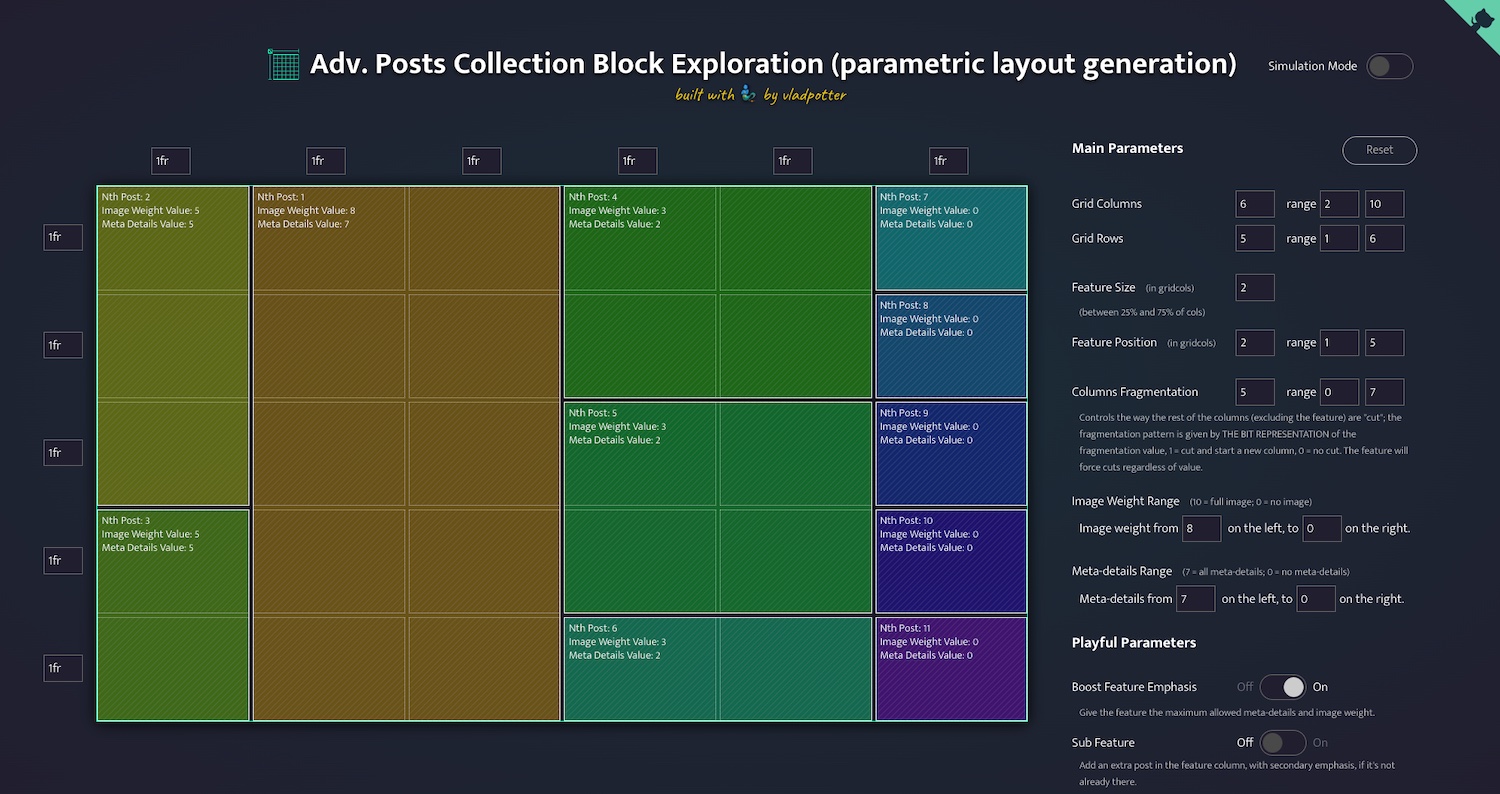 Adv. Posts Collection Block Exploration (parametric layout generation)
Simulation Mode
built with by vladpotter
1fr 1fr 1fr 1fr 1fr 1fr
1fr
1fr
1fr
1fr
1fr
Nth Post: 2
Image Weight Value: 5
Meta Details Value: 5
Nth Post: 1
Image Weight Value: 8
Meta Details Value: 7
Nth Post: 4
Image Weight Value: 3
Meta Details Value: 2
Nth Post: 7
Image Weight Value: 0
Meta Details Value: 0
Nth Post: 8
Image Weight Value: 0
Meta Details Value: 0
Nth Post: 5
Image Weight Value: 3
Meta Details Value: 2
Nth Post: 9
Image Weight Value: 0
Meta Details Value: 0
Nth Post: 3
Image Weight Value: 5
Meta Details Value: 5
Nth Post: 10
Image Weight Value: 0
Meta Details Value: 0
Nth Post: 6
Image Weight Value: 3
Meta Details Value: 2
Nth Post: 11
Image Weight Value: 0
Meta Details Value: 0
Main Parameters
Reset
Grid Columns 6 range 2 10
Grid Rows 5 range 1 6
Feature Size (in gridcols) 2
(between 25% and 75% of cols)
Feature Position (in gridcols) 2 range 1 5
Columns Fragmentation 5 range 0 7
Controls the way the rest of the columns (excluding the feature) are "cut"; the
fragmentation pattern is given by THE BIT REPRESENTATION of the
fragmentation value, 1 = cut and start a new column, 0 = no cut. The feature will
force cuts regardless of value.
Image Weight Range (10 = full image; 0 = no image)
Image weight from 8 on the left, to 0 on the right.
Meta-details Range (7 = all meta-details; 0 = no meta-details)
Meta-details from 7 on the left, to 0 on the right.
Playful Parameters
Boost Feature Emphasis Off On
Give the feature the maximum allowed meta-details and image weight.
Sub Feature Off On
Add an extra post in the feature column, with secondary emphasis, if it's not
already there.